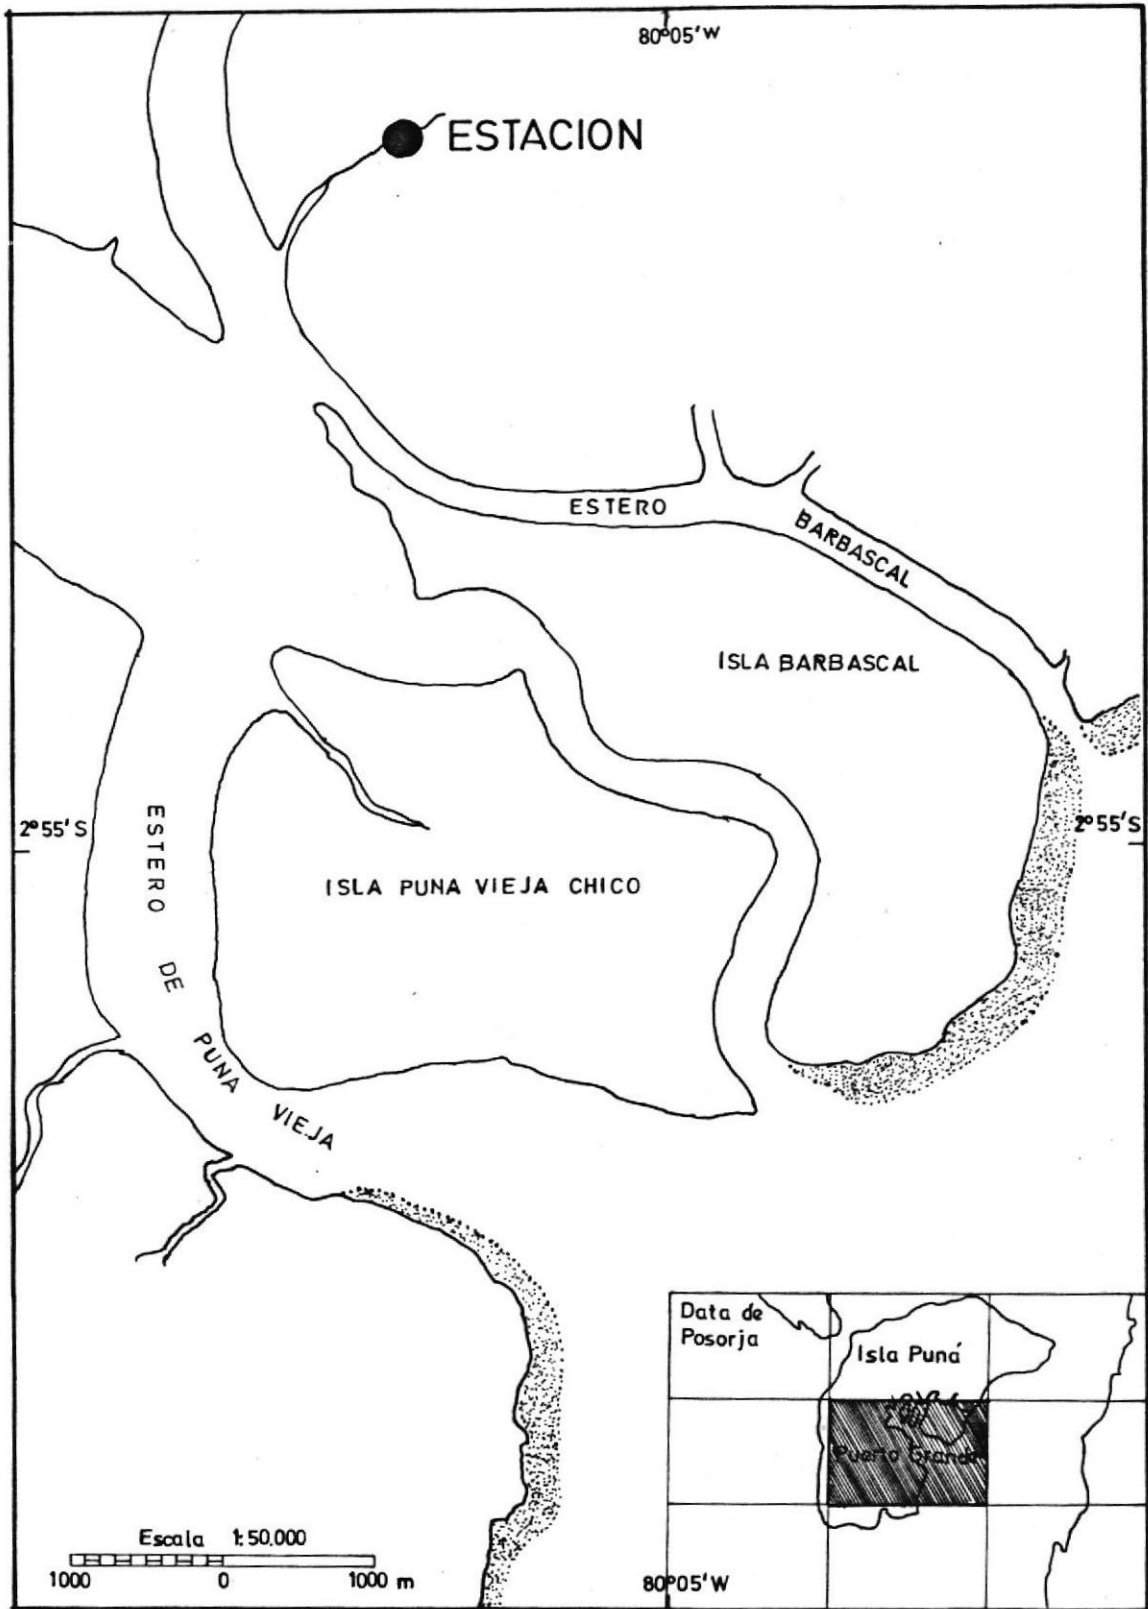 80°05'W
ESTACION
ESTERO
BARBASCAL
ISLA BARBASCAL
2°55'S
2°55'S
ESTERO
DE
PUNA
VIEJA
ISLA PUNA VIEJA CHICO
Data de
Posorja
Isla Puná
Puerto Grande
Escala 1:50.000
1000 0 1000 m
80°05'W